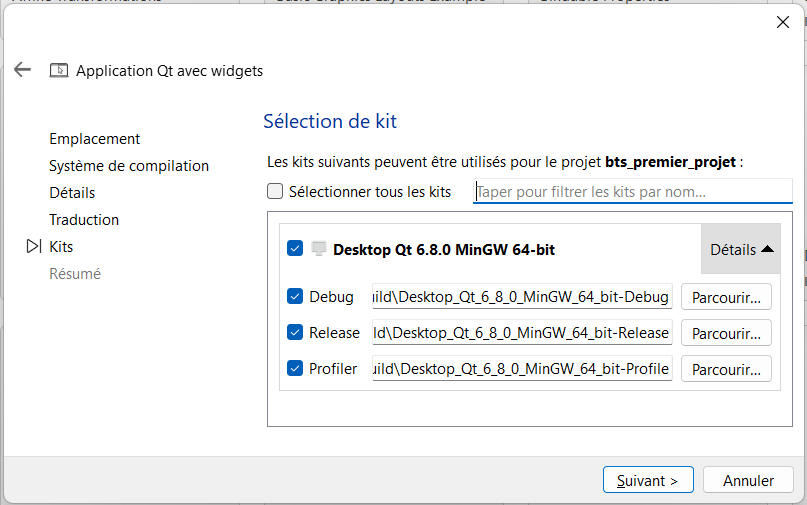 Application Qt avec widgets
Sélection de kit
Emplacement
Système de compilation
Détails
Traduction
Kits
Résumé
Les kits suivants peuvent être utilisés pour le projet bts_premier_projet :
Sélectionner tous les kits
Taper pour filtrer les kits par nom...
Desktop Qt 6.8.0 MinGW 64-bit
Détails
Debug
uild\Desktop_Qt_6_8_0_MinGW_64_bit-Debug
Parcourir...
Release
ld\Desktop_Qt_6_8_0_MinGW_64_bit-Release
Parcourir...
Profiler
uild\Desktop_Qt_6_8_0_MinGW_64_bit-Profile
Parcourir...
Suivant >
Annuler